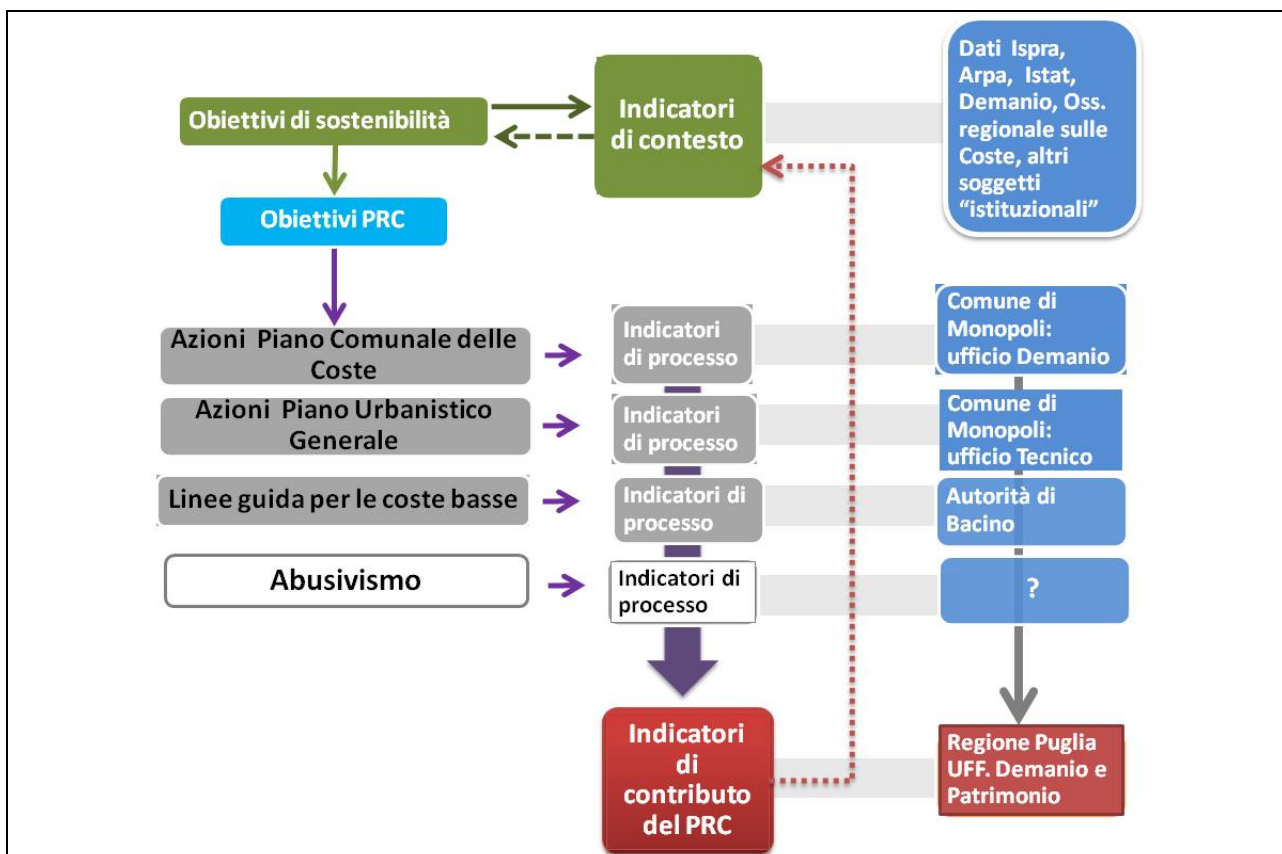 Obiettivi di sostenibilità
Indicatori
di contesto
Dati Ispra,
Arpa, Istat,
Demanio, Oss.
regionale sulle
Coste, altri
soggetti
“istituzionali”
Obiettivi PRC
Azioni Piano Comunale delle
Coste
Indicatori
di processo
Comune di
Monopoli:
ufficio Demanio
Azioni Piano Urbanistico
Generale
Indicatori
di processo
Comune di
Monopoli:
ufficio Tecnico
Linee guida per le coste basse
Indicatori di
processo
Autorità di
Bacino
Abusivismo
Indicatori di
processo
?
Indicatori
di
contributo
del PRC
Regione Puglia
UFF. Demanio e
Patrimonio